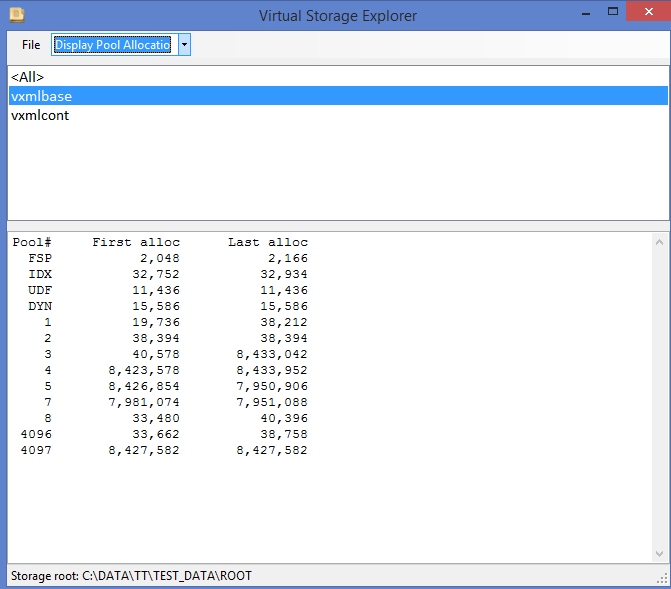 Virtual Storage Explorer
File Display Pool Allocatio
<All>
vxmlbase
vxmlcont
Pool# First alloc Last alloc
FSP 2,048 2,166
IDX 32,752 32,934
UDF 11,436 11,436
DYN 15,586 15,586
1 19,736 38,212
2 38,394 38,394
3 40,578 8,433,042
4 8,423,578 8,433,952
5 8,426,854 7,950,906
7 7,981,074 7,951,088
8 33,480 40,396
4096 33,662 38,758
4097 8,427,582 8,427,582
Storage root: C:\DATA\TT\TEST_DATA\ROOT